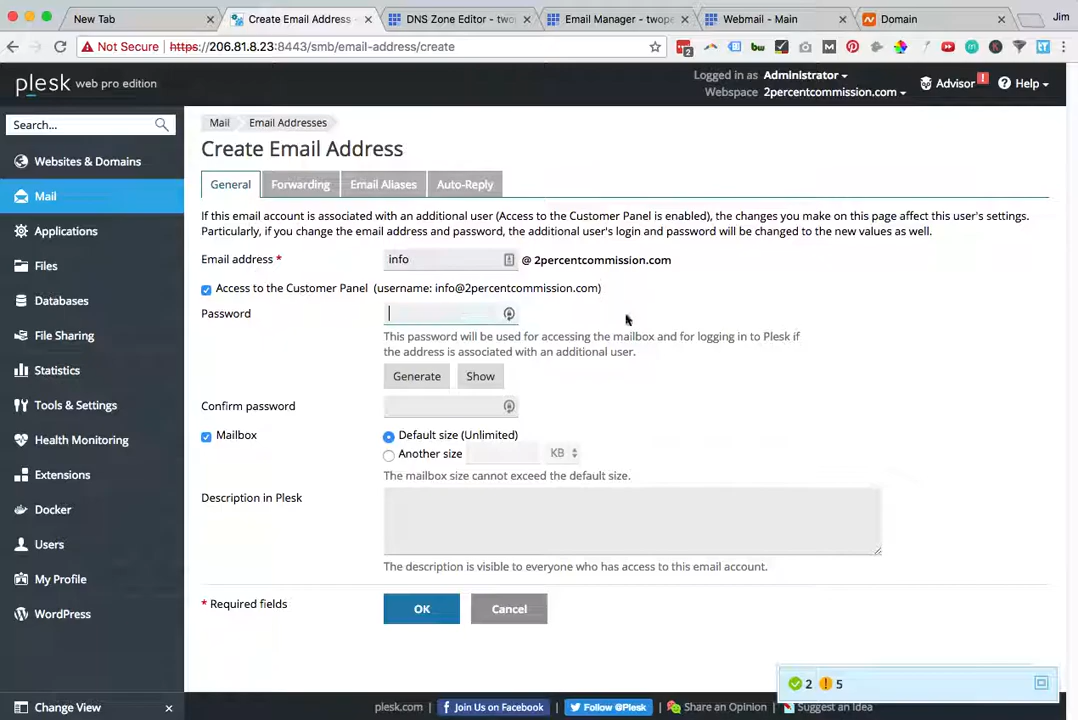 New Tab
Create Email Address
DNS Zone Editor - two
Email Manager - twope
Webmail - Main
Domain
Jim
Not Secure https://206.81.8.23:8443/smb/email-address/create
2
bw
M
K
plesk web pro edition
Logged in as Administrator
Webspace 2percentcommission.com
Advisor !
Help
Search...
Websites & Domains
Mail
Applications
Files
Databases
File Sharing
Statistics
Tools & Settings
Health Monitoring
Extensions
Docker
Users
My Profile
WordPress
Change View
Mail Email Addresses
Create Email Address
General Forwarding Email Aliases Auto-Reply
If this email account is associated with an additional user (Access to the Customer Panel is enabled), the changes you make on this page affect this user's settings.
Particularly, if you change the email address and password, the additional user's login and password will be changed to the new values as well.
Email address * info @ 2percentcommission.com
Access to the Customer Panel (username: info@2percentcommission.com)
Password
This password will be used for accessing the mailbox and for logging in to Plesk if
the address is associated with an additional user.
Generate Show
Confirm password
Mailbox Default size (Unlimited)
Another size KB
The mailbox size cannot exceed the default size.
Description in Plesk
The description is visible to everyone who has access to this email account.
* Required fields OK Cancel
2 5
plesk.com Join Us on Facebook Follow @Plesk Share an Opinion Suggest an Idea